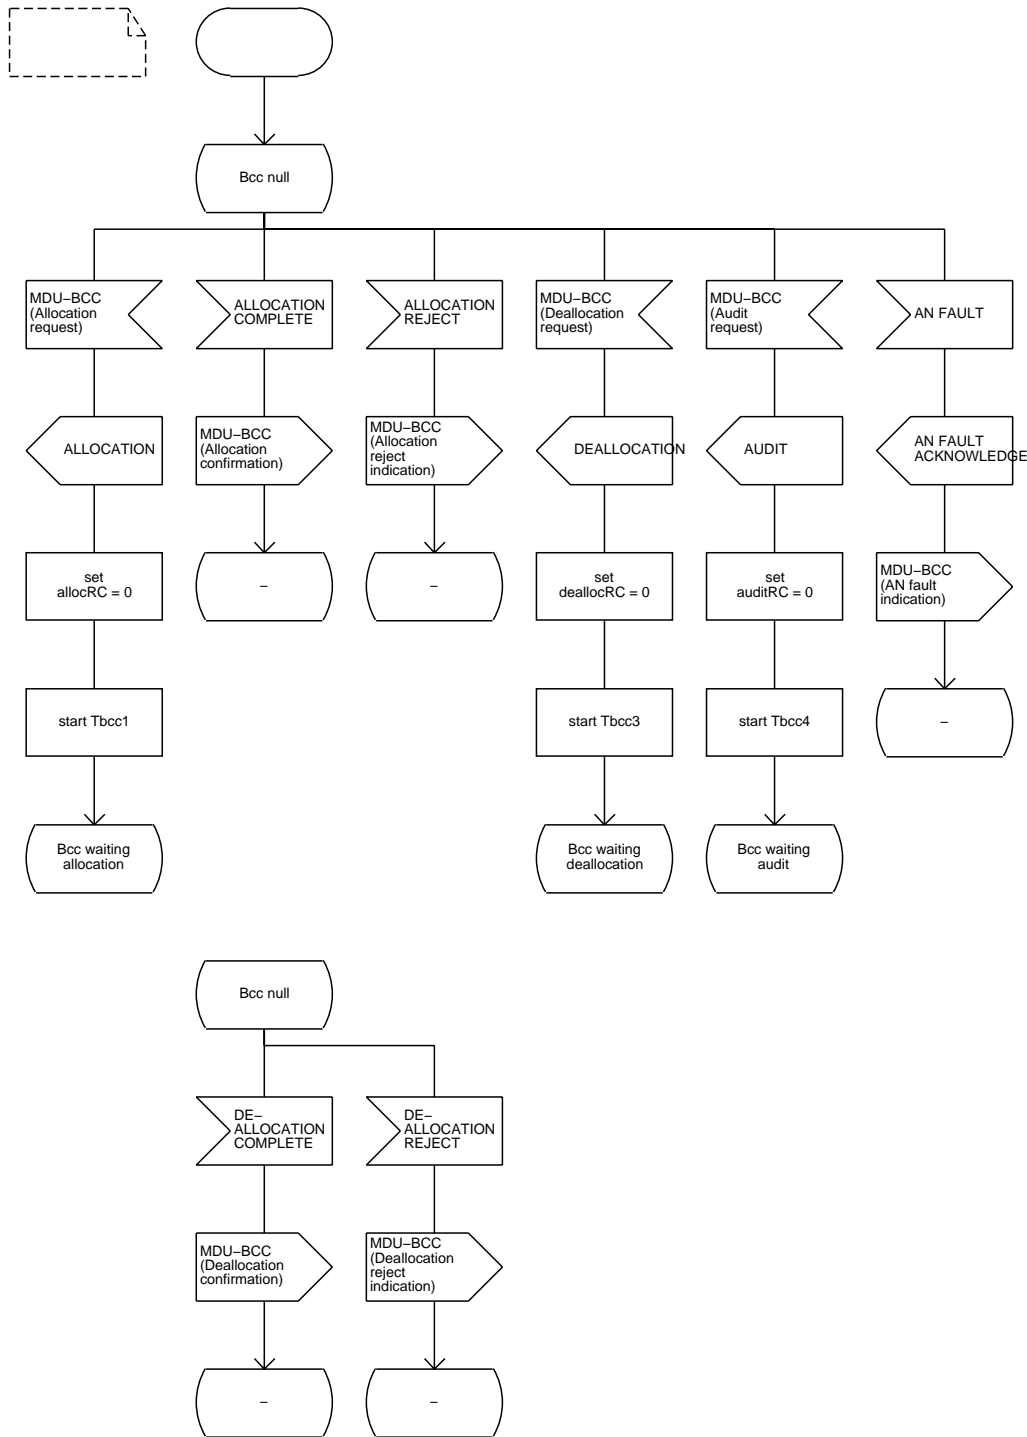 Bcc null
MDU−BCC
(Allocation
request)
ALLOCATION
COMPLETE
ALLOCATION
REJECT
MDU−BCC
(Deallocation
request)
MDU−BCC
(Audit
request)
AN FAULT
ALLOCATION
MDU−BCC
(Allocation
confirmation)
MDU−BCC
(Allocation
reject
indication)
DEALLOCATION
AUDIT
AN FAULT
ACKNOWLEDGE
set
allocRC = 0
−
−
set
deallocRC = 0
set
auditRC = 0
MDU−BCC
(AN fault
indication)
start Tbcc1
start Tbcc3
start Tbcc4
−
Bcc waiting
allocation
Bcc waiting
deallocation
Bcc waiting
audit
Bcc null
DE−
ALLOCATION
COMPLETE
DE−
ALLOCATION
REJECT
MDU−BCC
(Deallocation
confirmation)
MDU−BCC
(Deallocation
reject
indication)
−
−